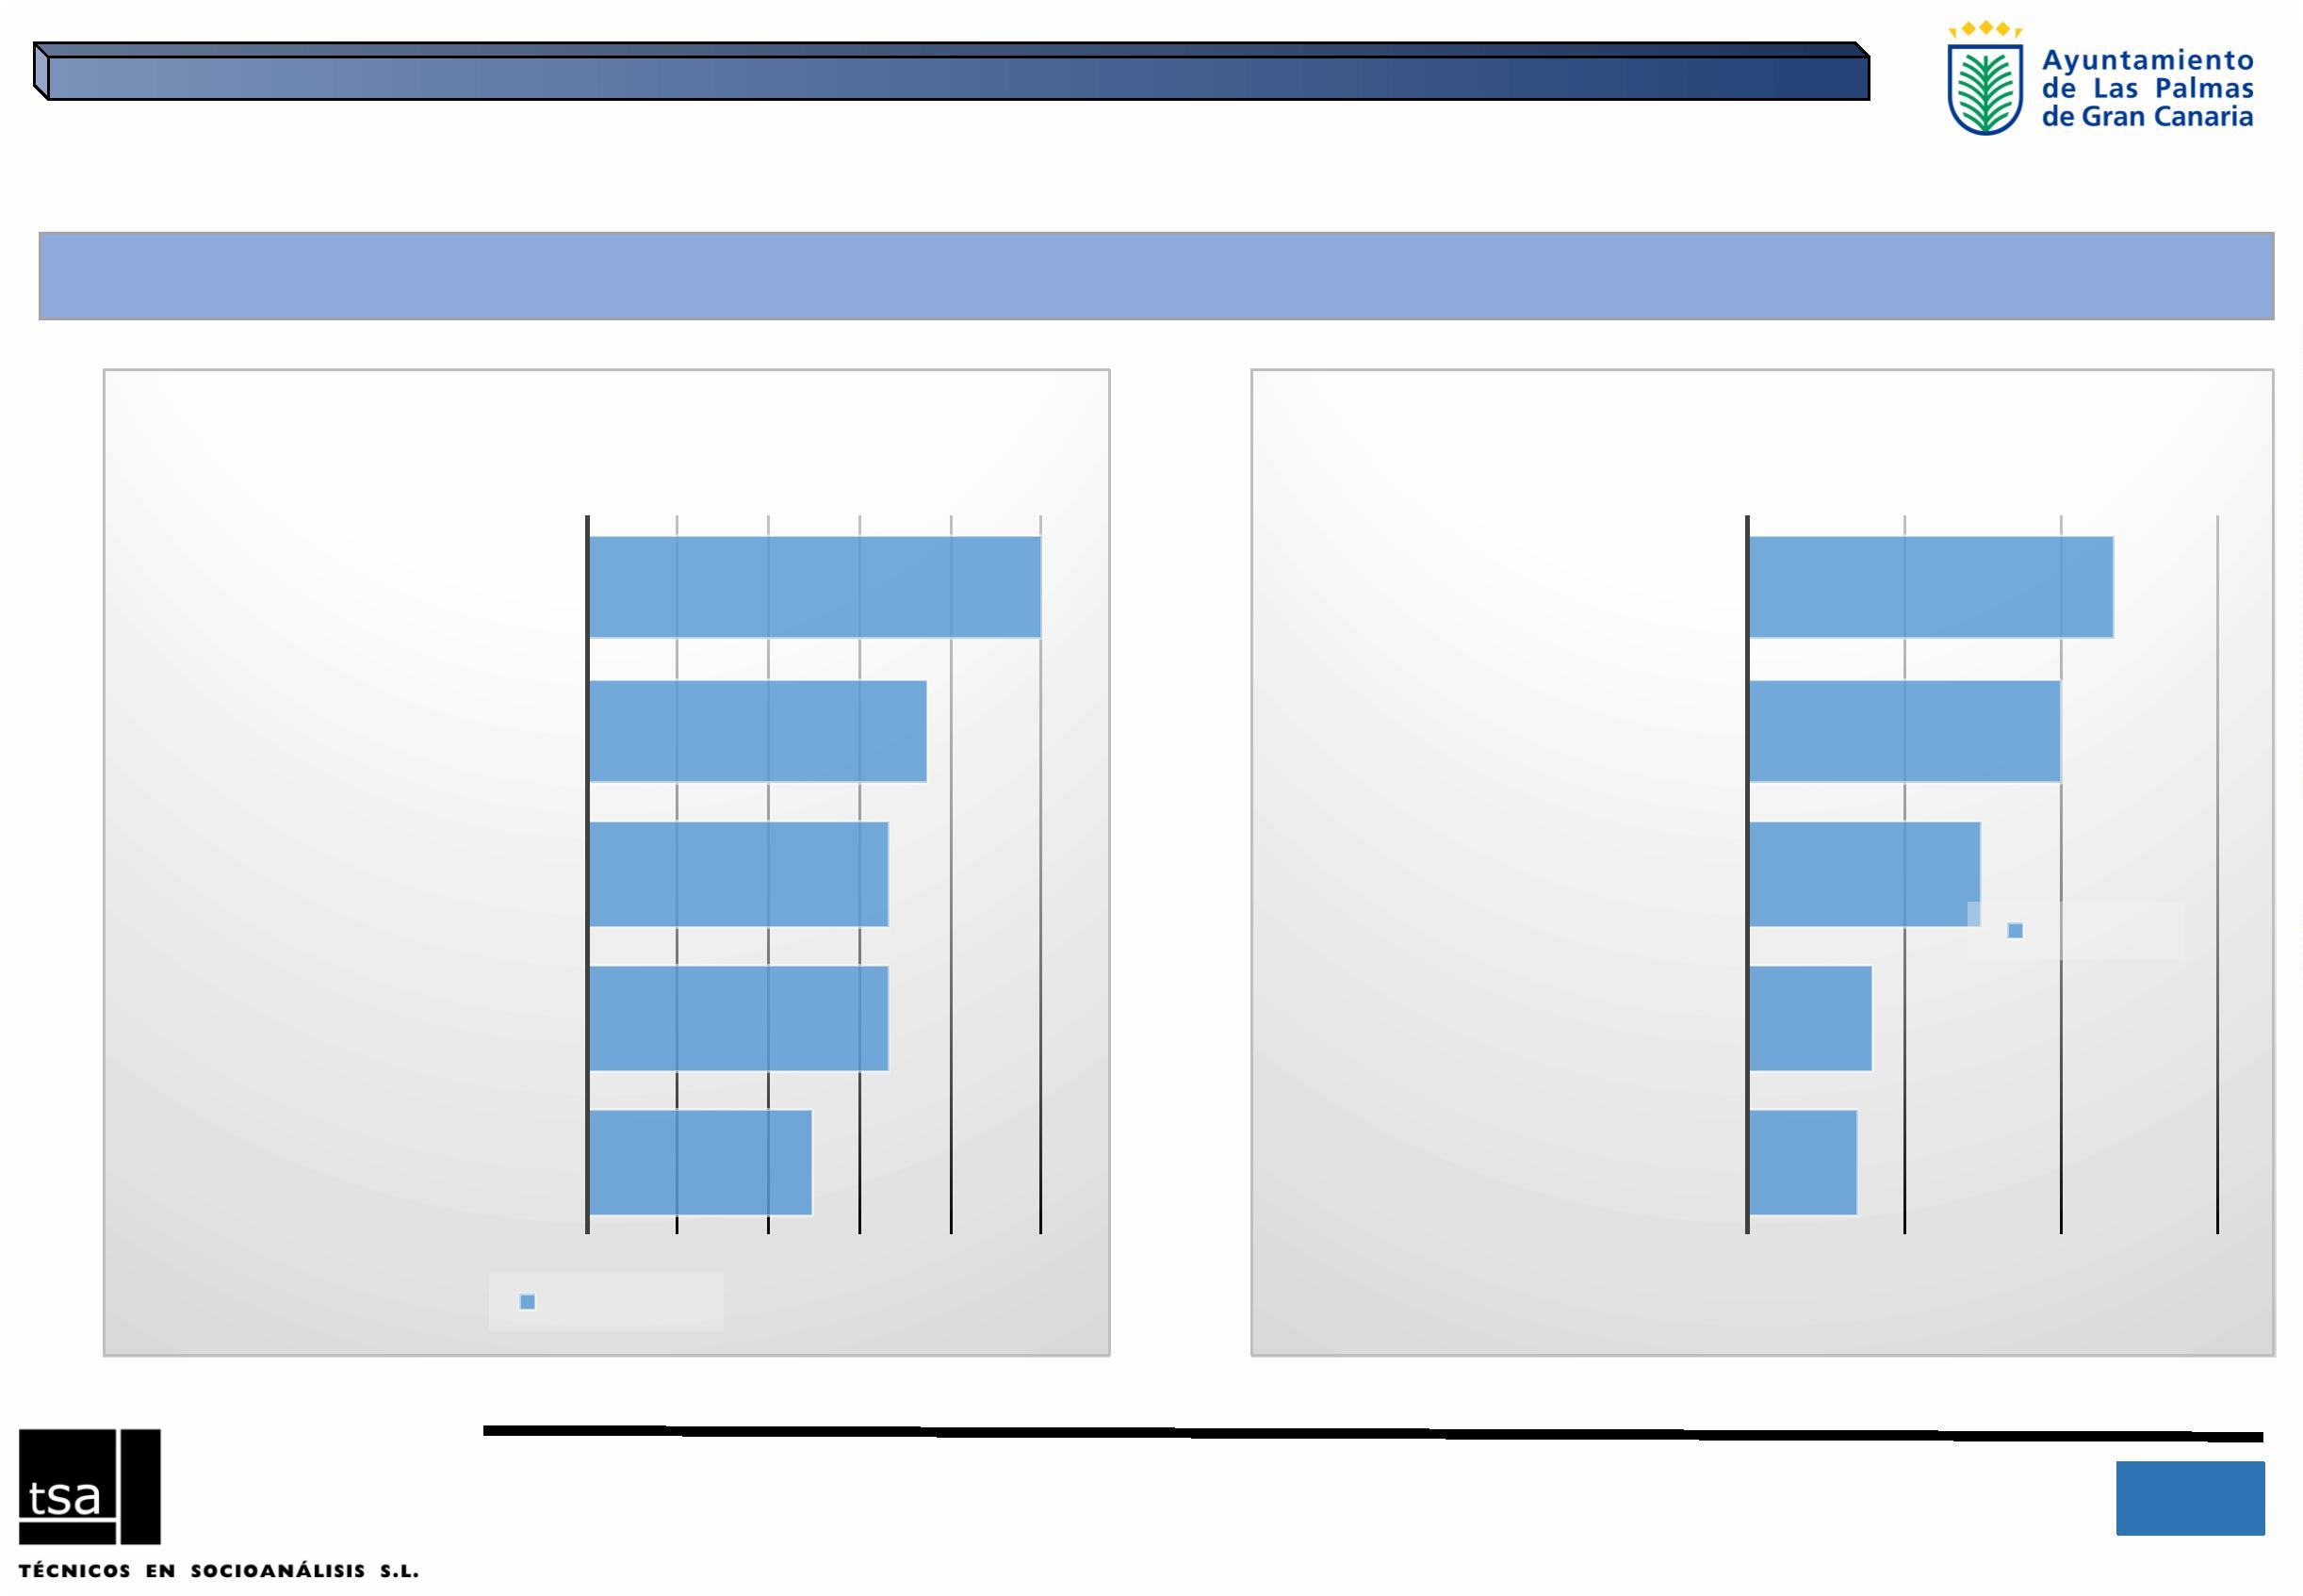 Ayuntamiento
de Las Palmas
de Gran Canaria
tsa
TÉCNICOS EN SOCIOANÁLISIS S.L.